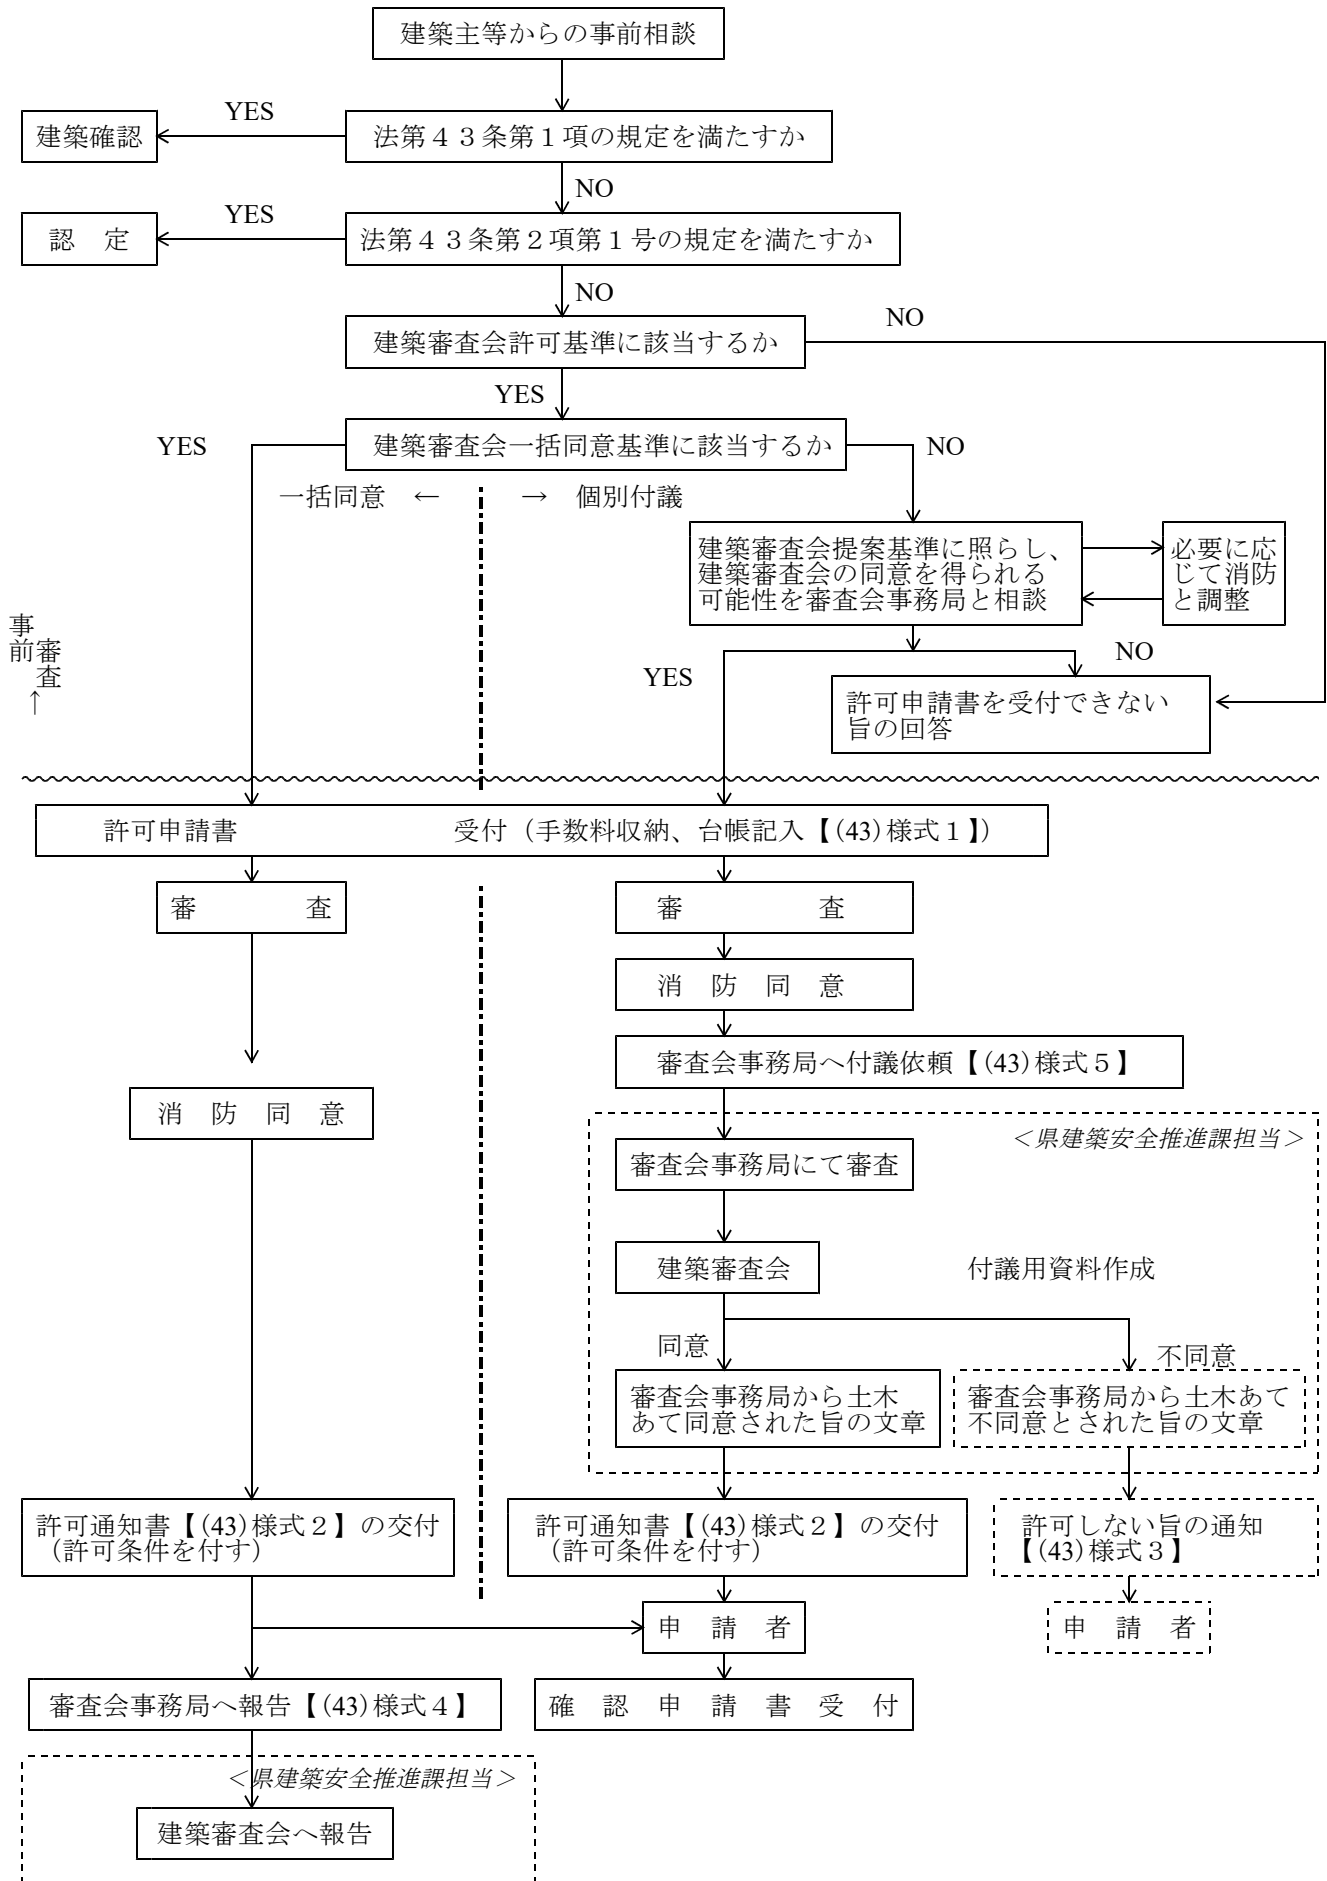 建築主等からの事前相談
YES
建築確認
法第４３条第１項の規定を満たすか
NO
YES
認　定
法第４３条第２項第１号の規定を満たすか
NO
建築審査会許可基準に該当するか
NO
YES
YES
建築審査会一括同意基準に該当するか
NO
一括同意　←
→　個別付議
建築審査会提案基準に照らし、
建築審査会の同意を得られる
可能性を審査会事務局と相談
必要に応
じて消防
と調整
事前
審査
↑
YES
NO
許可申請書を受付できない
旨の回答
許可申請書　　　　　　　　受付（手数料収納、台帳記入【(43)様式１】）
審　　　　査
審　　　　　査
消　防　同　意
審査会事務局へ付議依頼【(43)様式５】
消　防　同　意
＜県建築安全推進課担当＞
審査会事務局にて審査
建築審査会
付議用資料作成
同意
不同意
審査会事務局から土木
あて同意された旨の文章
審査会事務局から土木あて
不同意とされた旨の文章
許可通知書【(43)様式２】の交付
（許可条件を付す）
許可通知書【(43)様式２】の交付
（許可条件を付す）
許可しない旨の通知
【(43)様式３】
申　請　者
申　請　者
審査会事務局へ報告【(43)様式４】
確　認　申　請　書　受　付
＜県建築安全推進課担当＞
建築審査会へ報告